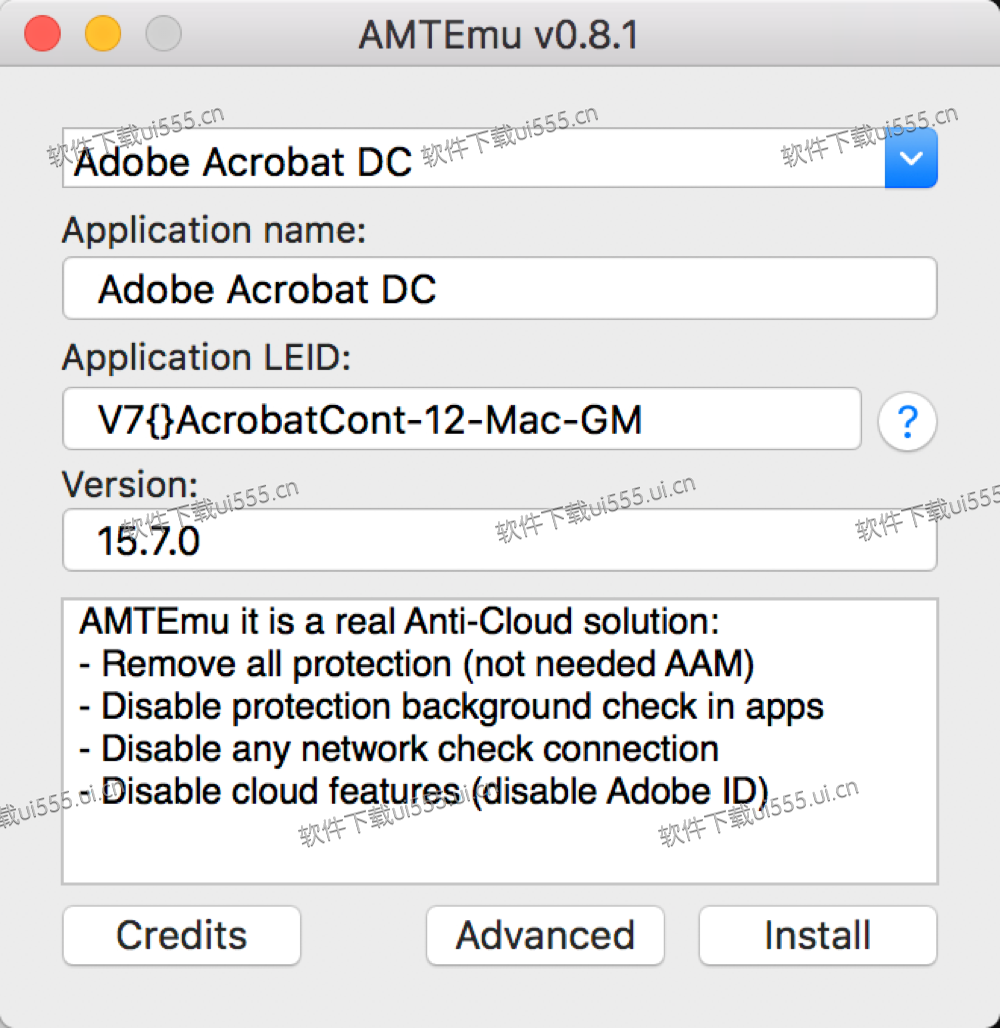 AMTEmu v0.8.1
软件下载ui555.cn
软件下载ui555.cn
软件下载ui555.cn
Adobe Acrobat DC
Application name:
Adobe Acrobat DC
Application LEID:
V7{}AcrobatCont-12-Mac-GM
?
Version:
软件下载ui555.cn
软件下载ui555.ui.cn
软件下载ui555
15.7.0
AMTEmu it is a real Anti-Cloud solution:
- Remove all protection (not needed AAM)
- Disable protection background check in apps
- Disable any network check connection
- Disable cloud features (disable Adobe ID)
载ui555.ui.cn
软件下载ui555.ui.cn
软件下载ui555.ui.cn
Credits
Advanced
Install